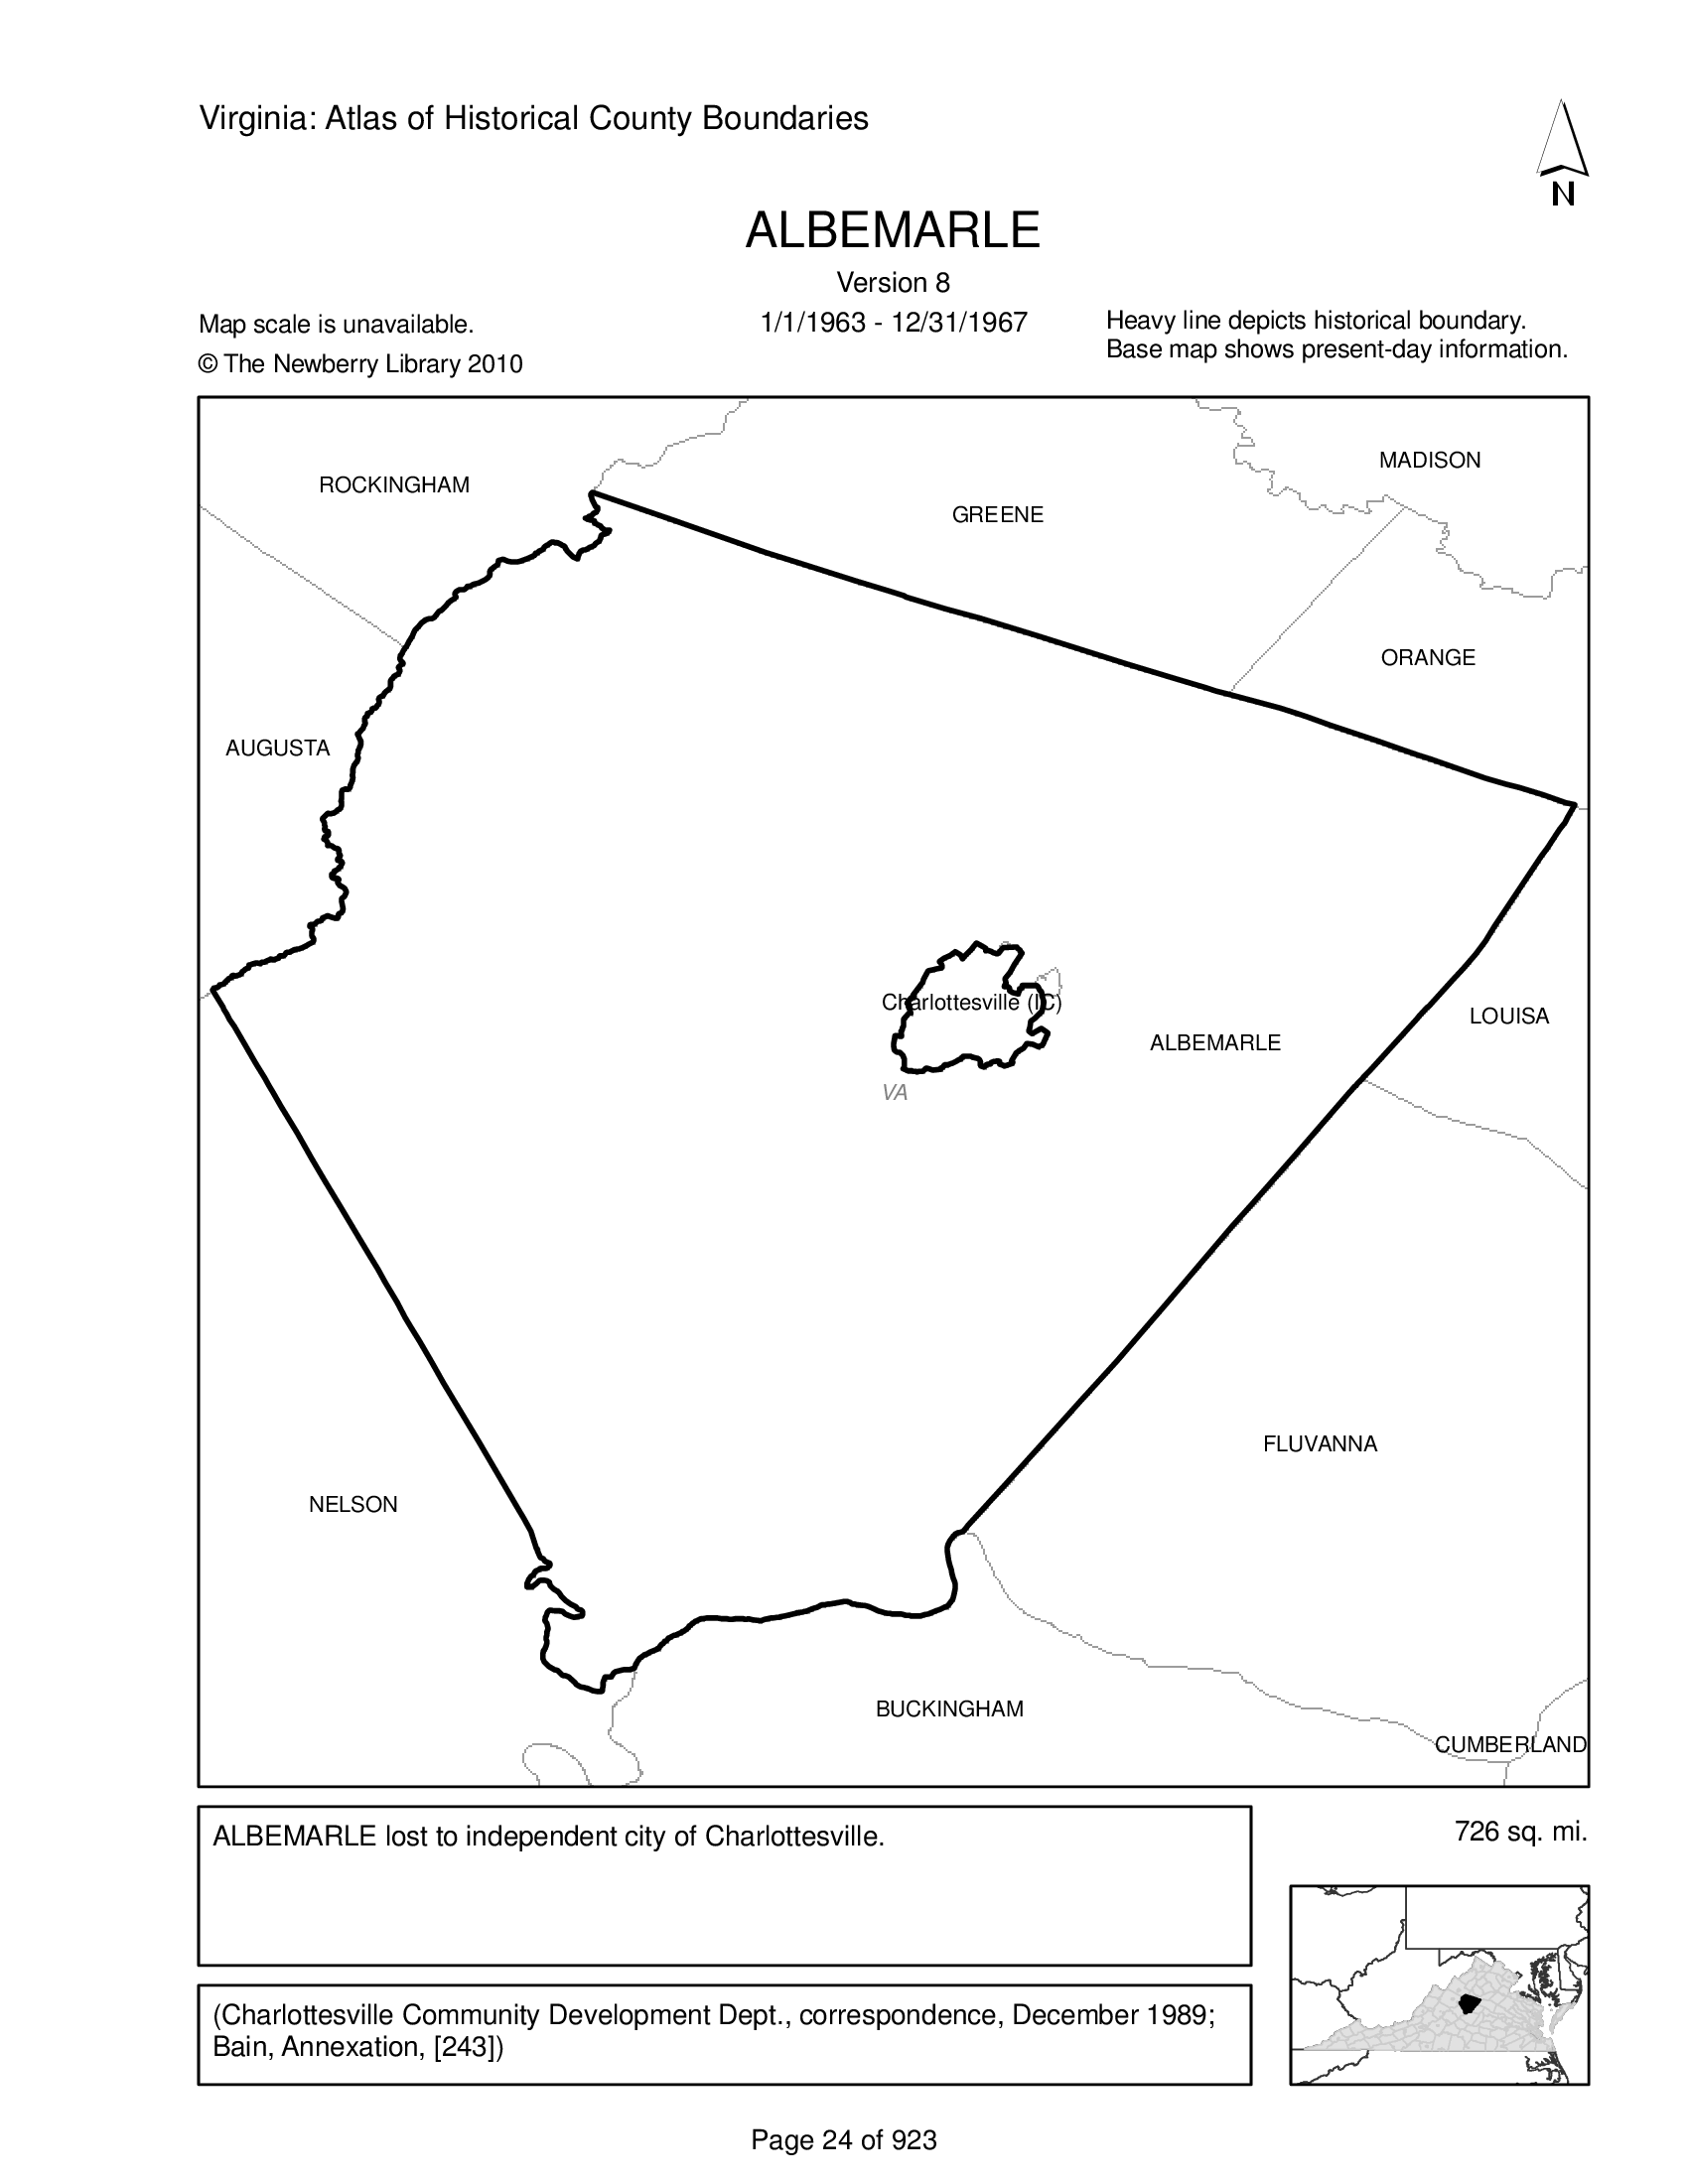 Virginia: Atlas of Historical County Boundaries
N
ALBEMARLE
Version 8
1/1/1963 - 12/31/1967
Map scale is unavailable.
© The Newberry Library 2010
Heavy line depicts historical boundary.
Base map shows present-day information.
MADISON
ROCKINGHAM
GREENE
ORANGE
AUGUSTA
Charlottesville (IC)
LOUISA
ALBEMARLE
VA
FLUVANNA
NELSON
BUCKINGHAM
CUMBERLAND
ALBEMARLE lost to independent city of Charlottesville.
726 sq. mi.
(Charlottesville Community Development Dept., correspondence, December 1989;
Bain, Annexation, [243])
Page 24 of 923